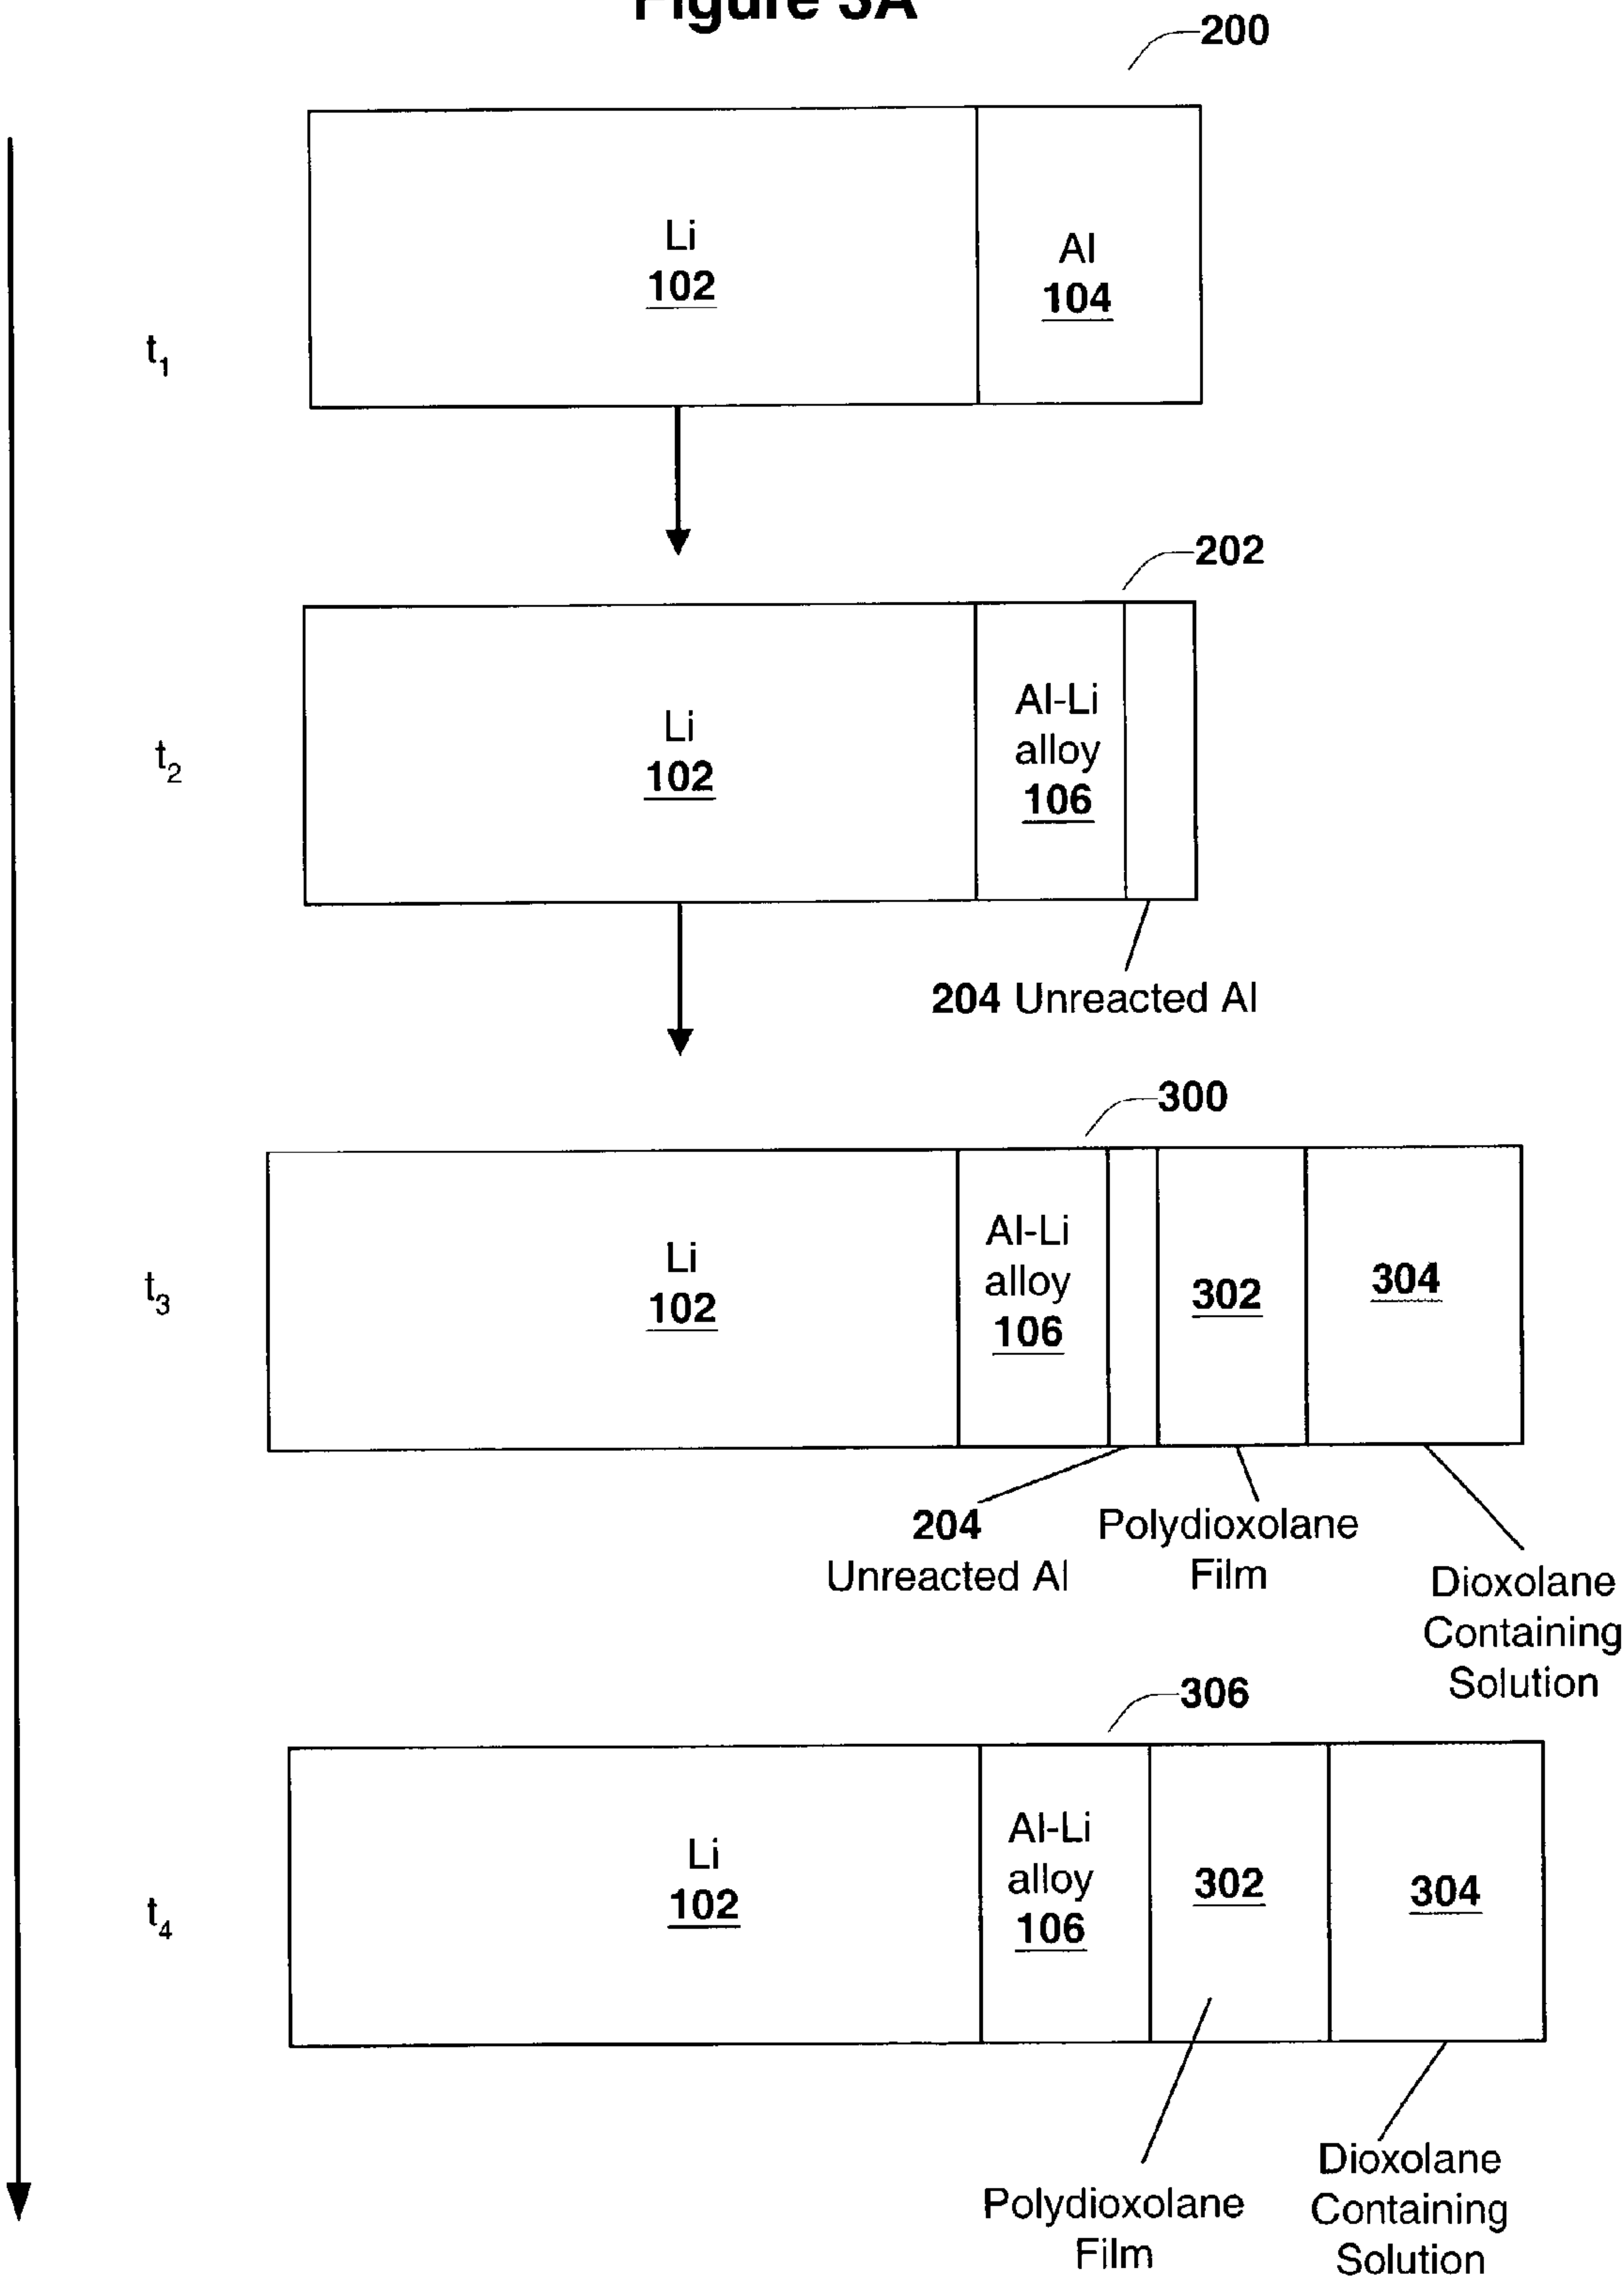 Figure 3A
200
Li
102
Al
104
t1
202
Li
102
Al-Li
alloy
106
t2
204 Unreacted Al
300
Li
102
Al-Li
alloy
106
302
304
t3
204
Unreacted Al
Polydioxolane
Film
Dioxolane
Containing
Solution
306
Li
102
Al-Li
alloy
106
302
304
t4
Polydioxolane
Film
Dioxolane
Containing
Solution